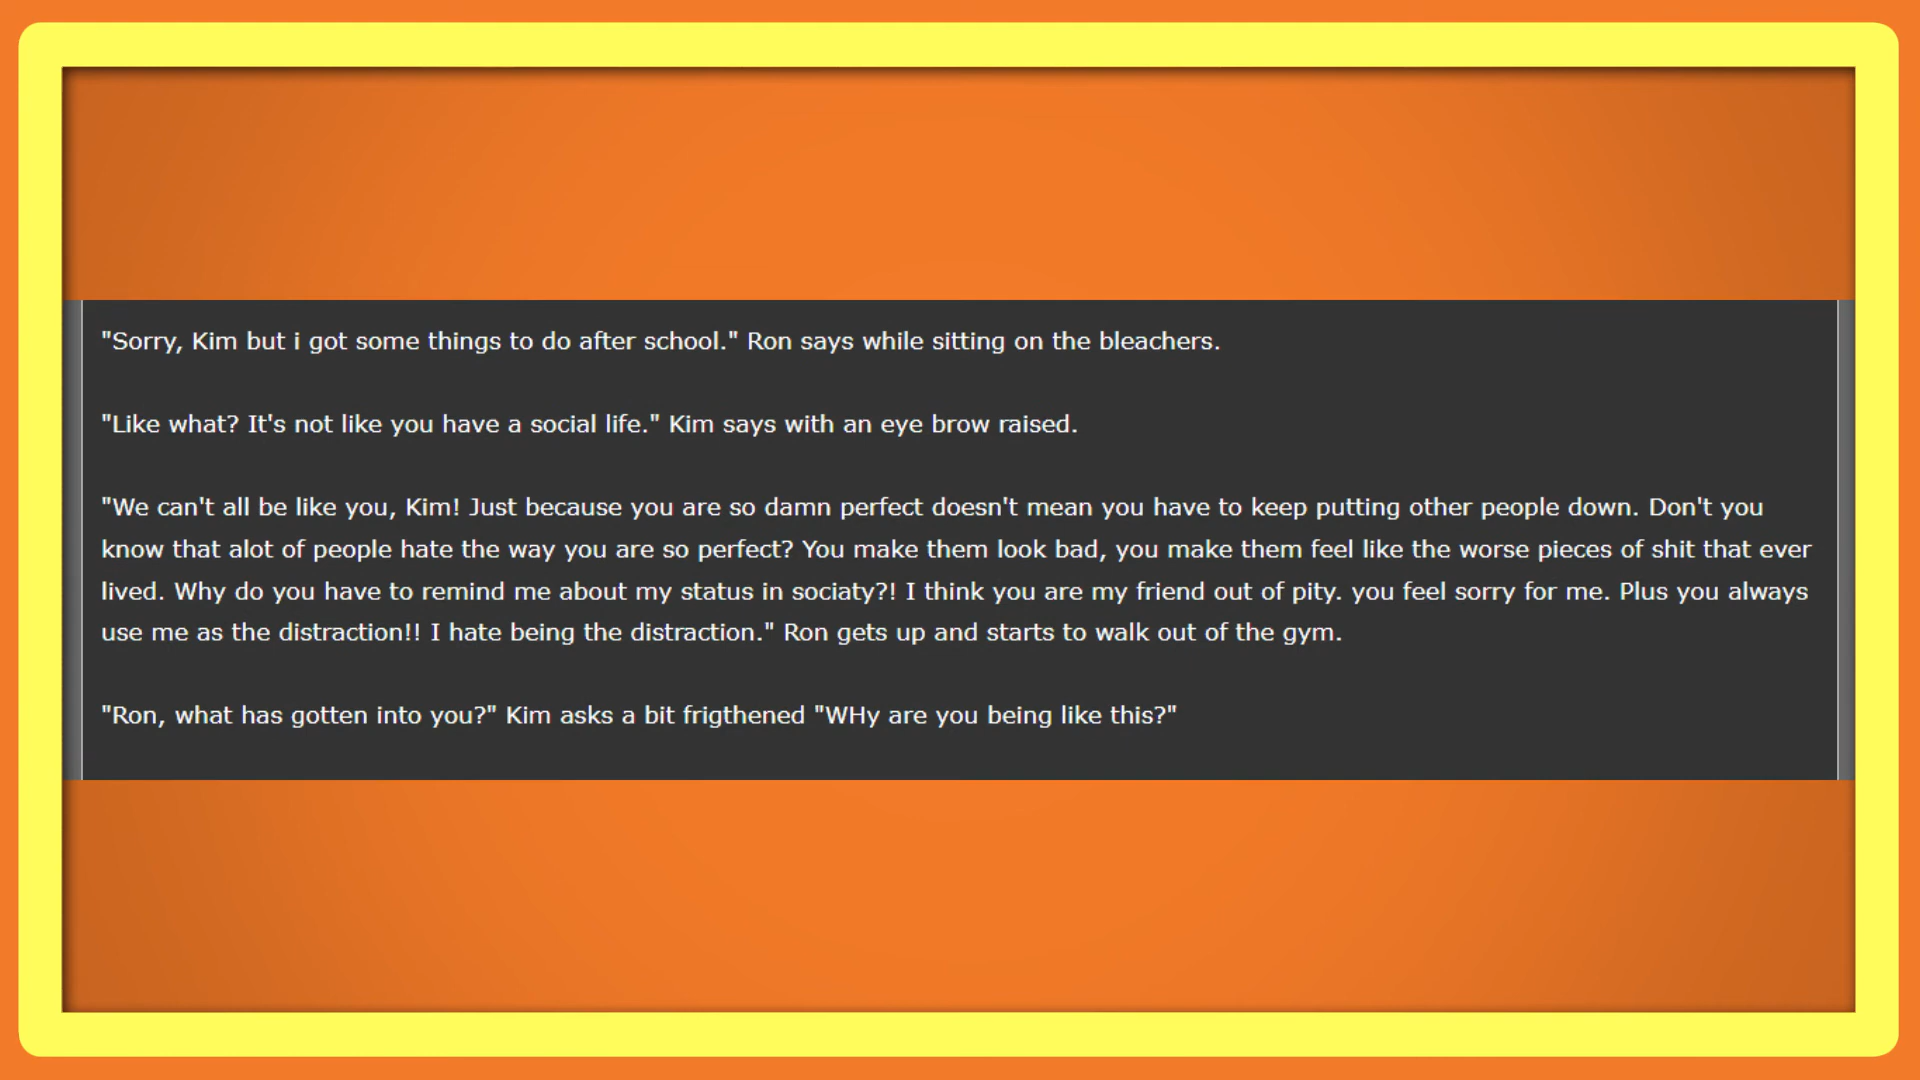 "Sorry, Kim but i got some things to do after school." Ron says while sitting on the bleachers.
"Like what? It's not like you have a social life." Kim says with an eye brow raised.
"We can't all be like you, Kim! Just because you are so damn perfect doesn't mean you have to keep putting other people down. Don't you
know that alot of people hate the way you are so perfect? You make them look bad, you make them feel like the worse pieces of shit that ever
lived. Why do you have to remind me about my status in sociaty?! I think you are my friend out of pity. you feel sorry for me. Plus you always
use me as the distraction!! I hate being the distraction." Ron gets up and starts to walk out of the gym.
"Ron, what has gotten into you?" Kim asks a bit frigthened "WHy are you being like this?"